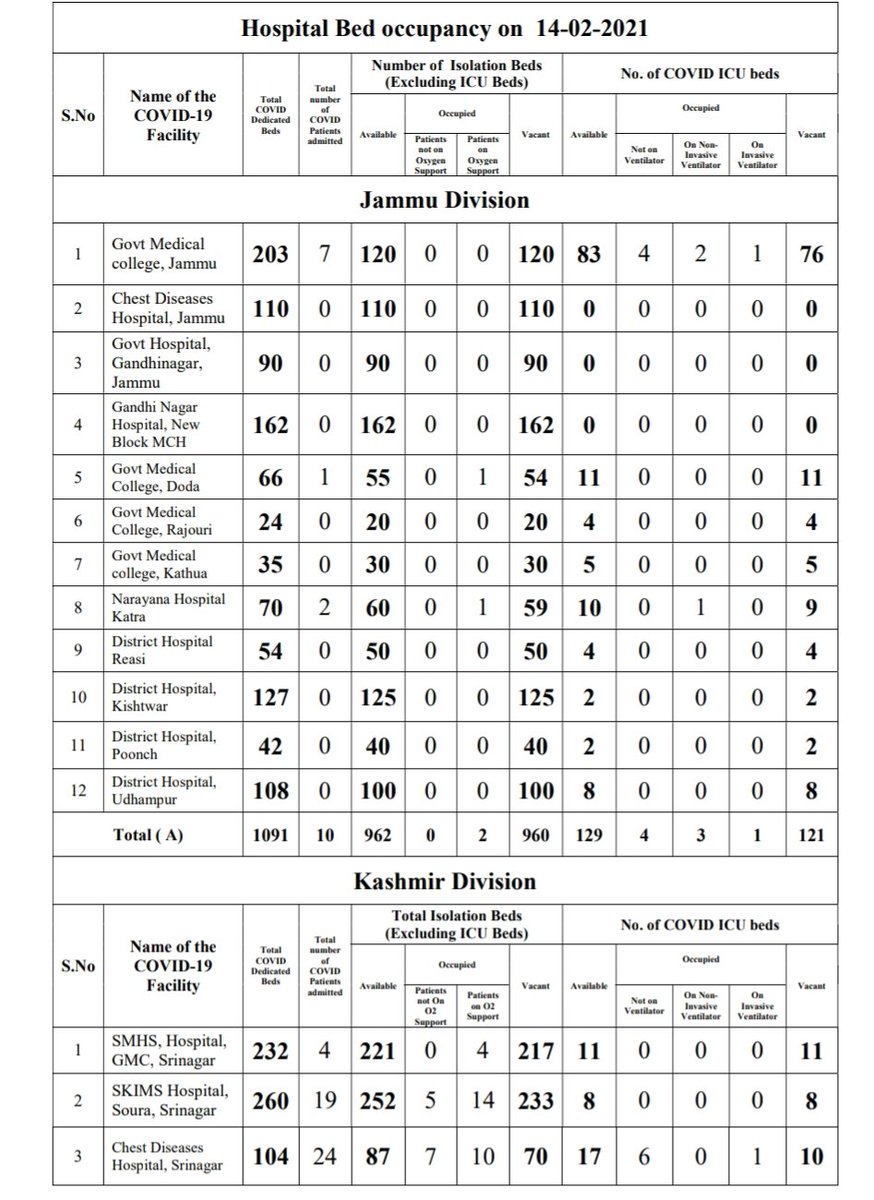 Hospital Bed occupancy on 14-02-2021
S.No
Name of the
COVID-19
Facility
Total
COVID
Dedicated
Beds
Total
number
of
COVID
Patients
admitted
Number of Isolation Beds
(Excluding ICU Beds)
No. of COVID ICU beds
Available
Occupied
Vacant
Available
Occupied
Vacant
Patients
not on
Oxygen
Support
Patients
on
Oxygen
Support
Not on
Ventilator
On Non-
Invasive
Ventilator
On
Invasive
Ventilator
Jammu Division
1 Govt Medical
college, Jammu 203 7 120 0 0 120 83 4 2 1 76
2 Chest Diseases
Hospital, Jammu 110 0 110 0 0 110 0 0 0 0 0
3 Govt Hospital,
Gandhinagar,
Jammu 90 0 90 0 0 90 0 0 0 0 0
4 Gandhi Nagar
Hospital, New
Block MCH 162 0 162 0 0 162 0 0 0 0 0
5 Govt Medical
College, Doda 66 1 55 0 1 54 11 0 0 0 11
6 Govt Medical
College, Rajouri 24 0 20 0 0 20 4 0 0 0 4
7 Govt Medical
college, Kathua 35 0 30 0 0 30 5 0 0 0 5
8 Narayana Hospital
Katra 70 2 60 0 1 59 10 0 1 0 9
9 District Hospital
Reasi 54 0 50 0 0 50 4 0 0 0 4
10 District Hospital,
Kishtwar 127 0 125 0 0 125 2 0 0 0 2
11 District Hospital,
Poonch 42 0 40 0 0 40 2 0 0 0 2
12 District Hospital,
Udhampur 108 0 100 0 0 100 8 0 0 0 8
Total ( A) 1091 10 962 0 2 960 129 4 3 1 121
Kashmir Division
S.No
Name of the
COVID-19
Facility
Total
COVID
Dedicated
Beds
Total
number
of
COVID
Patients
admitted
Total Isolation Beds
(Excluding ICU Beds)
No. of COVID ICU beds
Available
Occupied
Vacant
Available
Occupied
Vacant
Patients
not On
O2
Support
Patients
on O2
Support
Not on
Ventilator
On Non-
Invasive
Ventilator
On
Invasive
Ventilator
1 SMHS, Hospital,
GMC, Srinagar 232 4 221 0 4 217 11 0 0 0 11
2 SKIMS Hospital,
Soura, Srinagar 260 19 252 5 14 233 8 0 0 0 8
3 Chest Diseases
Hospital, Srinagar 104 24 87 7 10 70 17 6 0 1 10